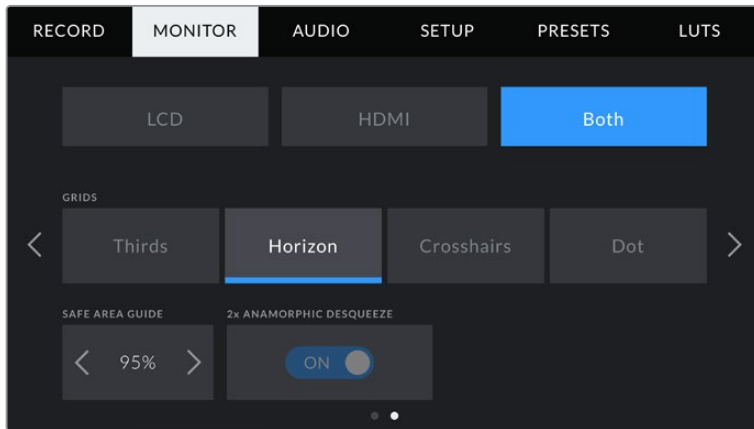 RECORD MONITOR AUDIO SETUP PRESETS LUTS
LCD HDMI Both
GRIDS
Thirds Horizon Crosshairs Dot
SAFE AREA GUIDE 2x ANAMORPHIC DESQUEEZE
95% ON